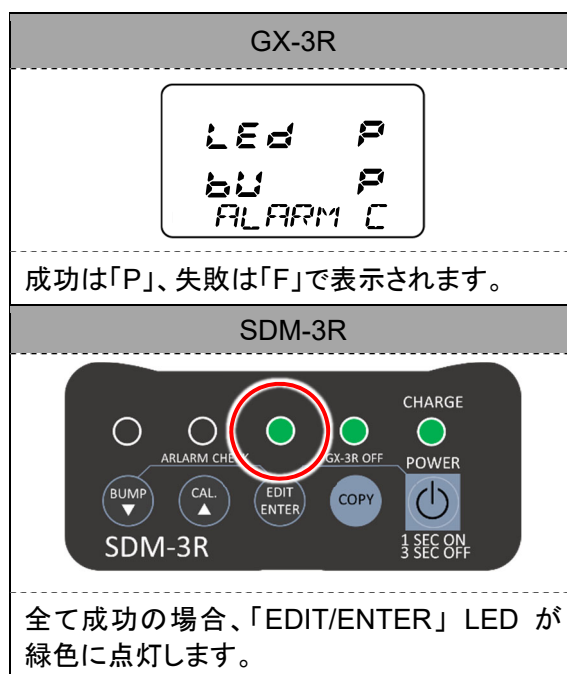 GX-3R
LEd P
bU P
ALARM C
成功は「P」、失敗は「F」で表示されます。
SDM-3R
CHARGE
ARLARM CHECK
GX-3R OFF
POWER
BUMP
▼
CAL.
▲
EDIT
ENTER
COPY
SDM-3R
1 SEC ON
3 SEC OFF
全て成功の場合、「EDIT/ENTER」 LED が
緑色に点灯します。